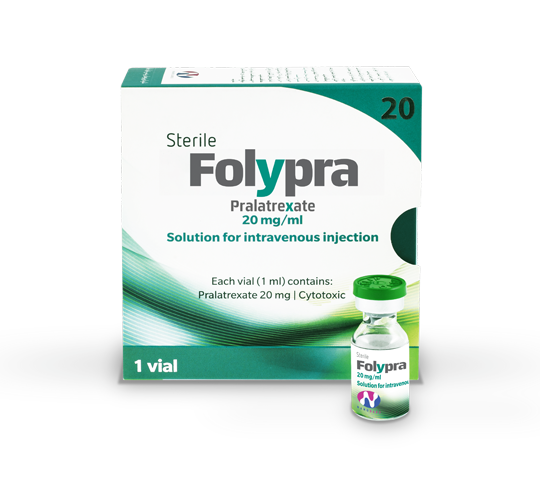 20
Sterile
Folypra
Pralatrexate
20 mg/ml
Solution for intravenous injection
Each vial (1 ml) contains:
Pralatrexate 20 mg | Cytotoxic
1 vial
Sterile
Folypra
20 mg/ml
Solution for intravenous